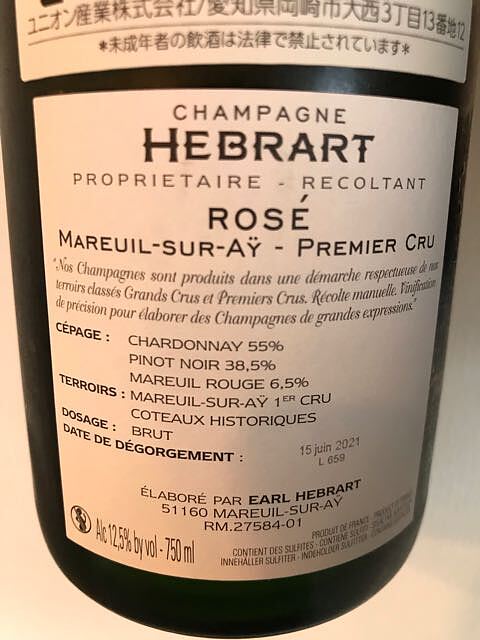 ユニオン産業株式会社/愛知県岡崎市大西3丁目13番地12
*未成年者の飲酒は法律で禁止されています*
CHAMPAGNE
HEBRART
PROPRIETAIRE - RECOLTANT
ROSÉ
MAREUIL-SUR-AŸ - PREMIER CRU
"Nos Champagnes sont produits dans une démarche respectueuse de nos
terroirs classés Grands Crus et Premiers Crus. Récolte manuelle. Vinification
de précision pour élaborer des Champagnes de grandes expressions."
CÉPAGE : CHARDONNAY 55%
PINOT NOIR 38,5%
MAREUIL ROUGE 6,5%
TERROIRS : MAREUIL-SUR-AŸ 1ER CRU
COTEAUX HISTORIQUES
DOSAGE : BRUT
DATE DE DÉGORGEMENT : 15 juin 2021
L 659
ÉLABORÉ PAR EARL HEBRART
51160 MAREUIL-SUR-AŸ
RM.27584-01
Alc 12,5% by vol - 750 ml
PRODUIT DE FRANCE - PRODUCT OF
CONTIENT DES SULFITES - CONTAINS
INNEHÅLLER SULFITER - INDEHOLDER SULFITTER -